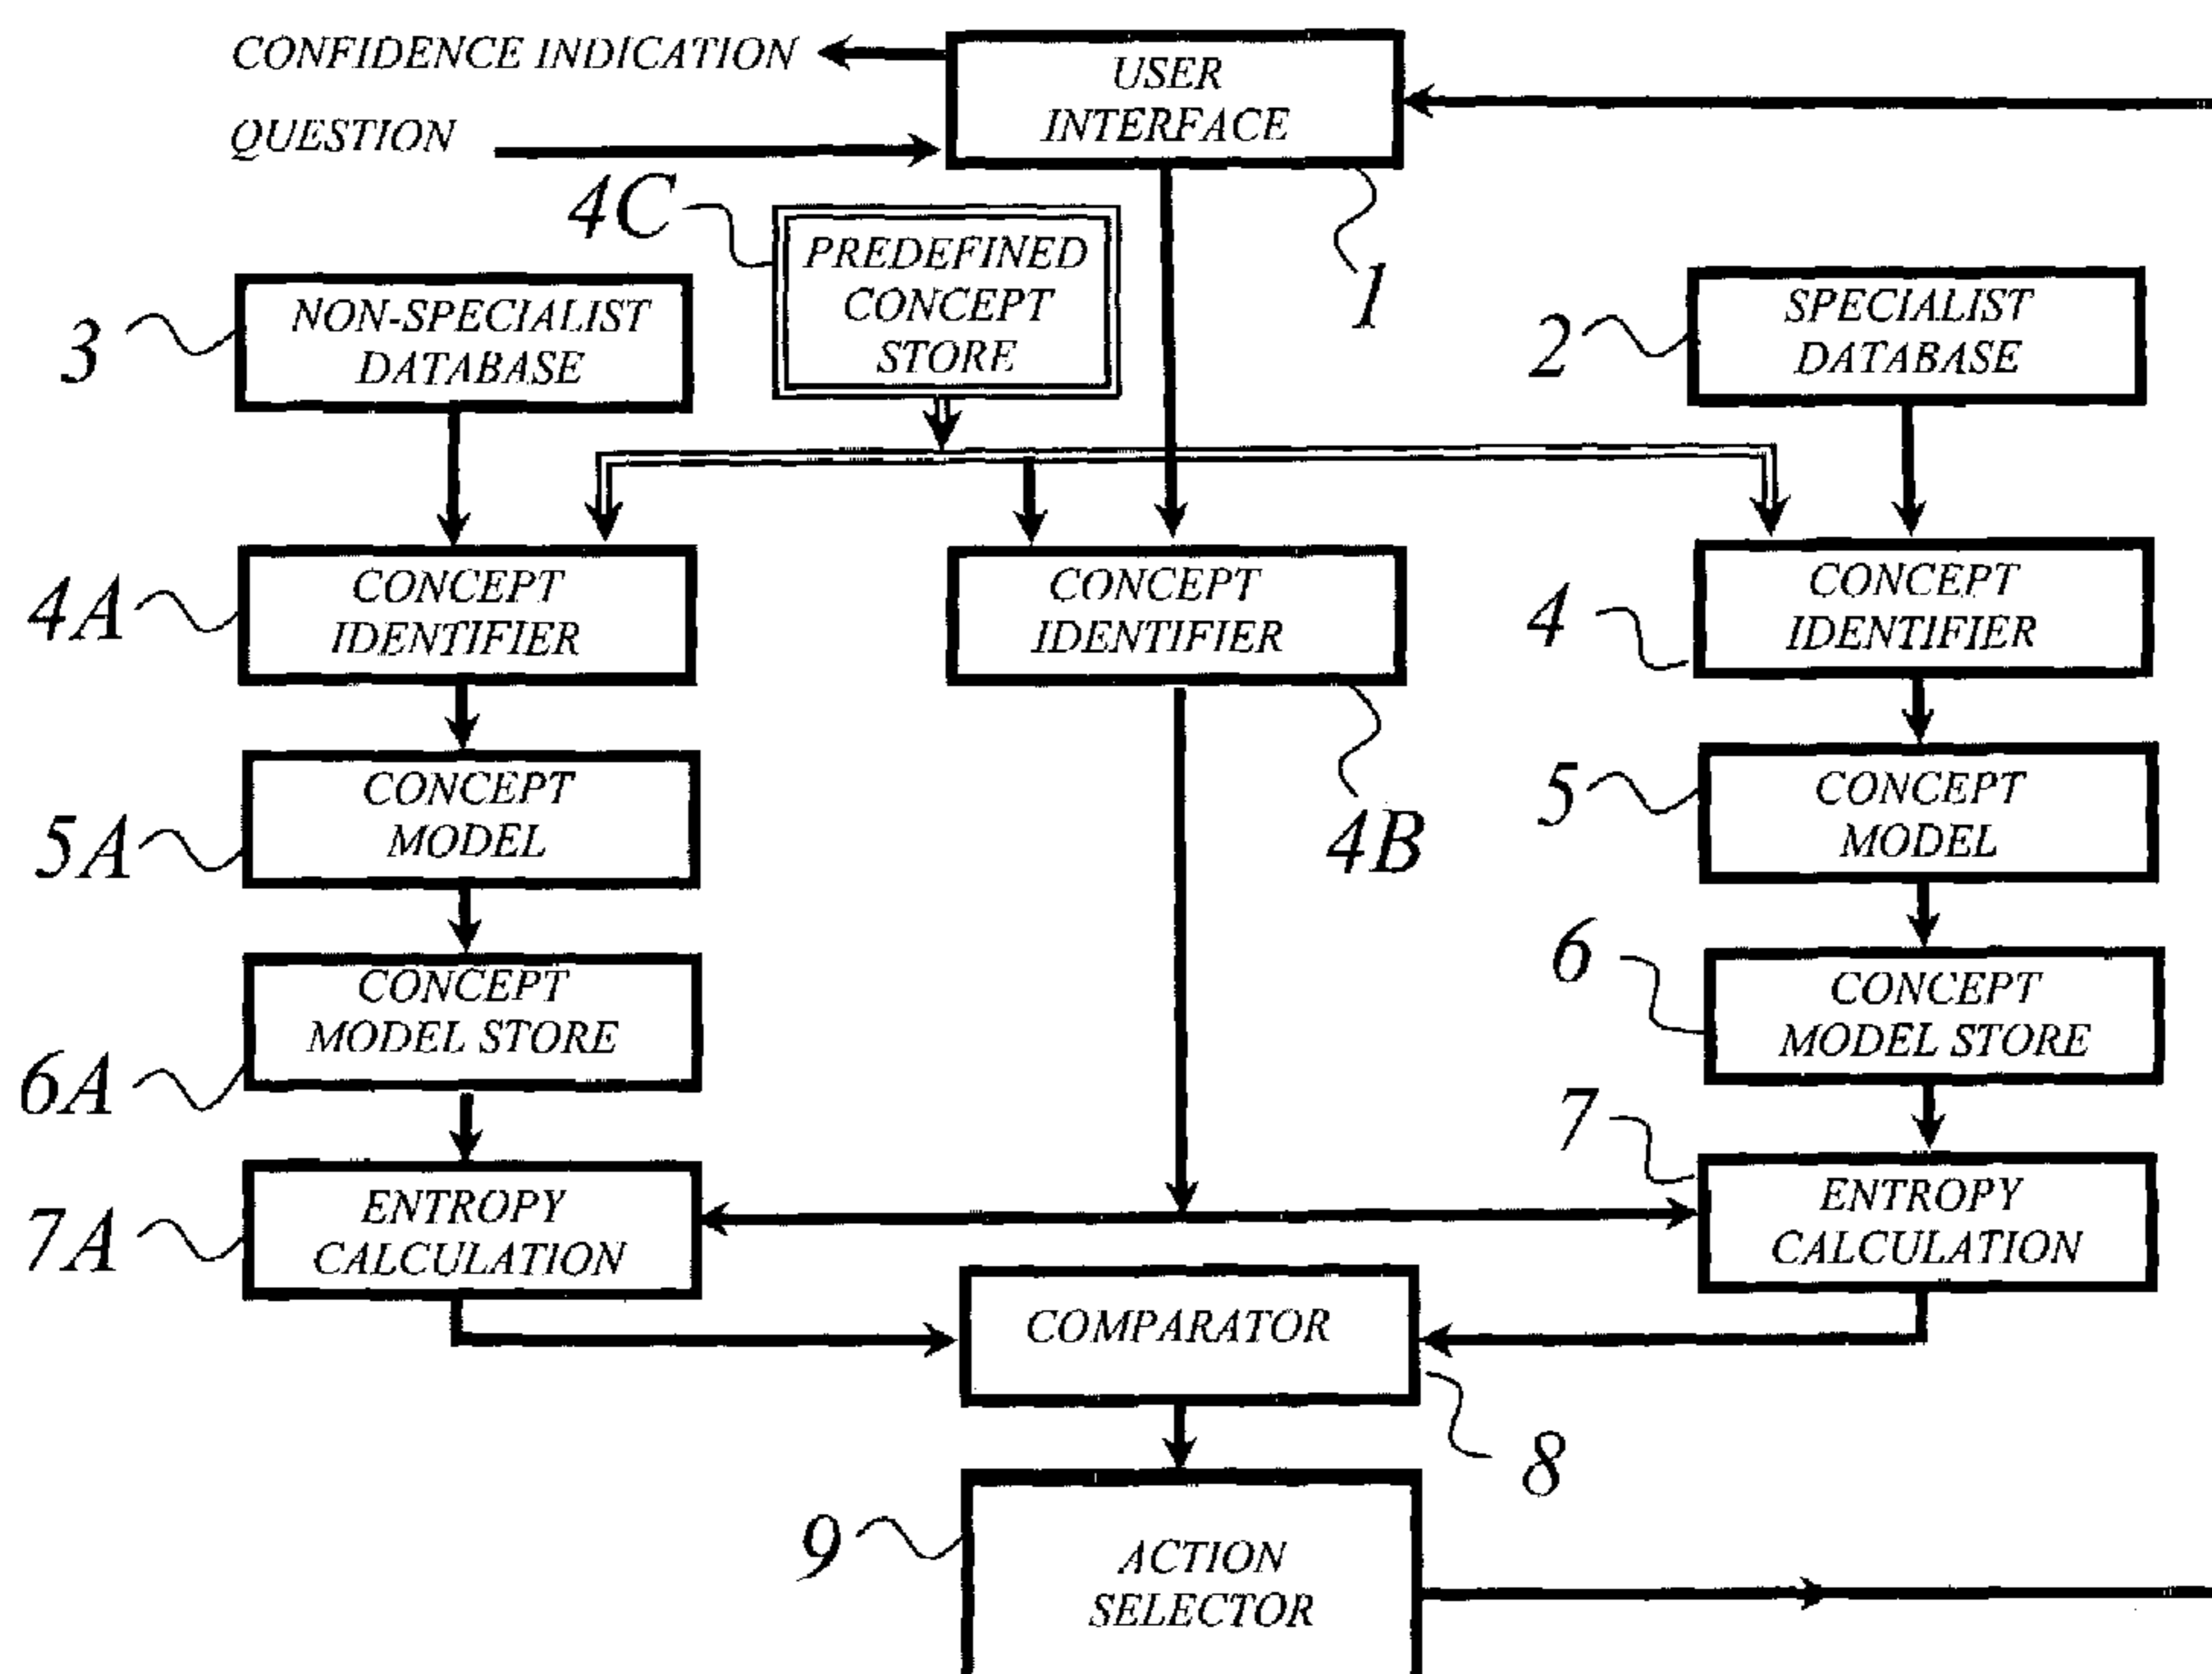 CONFIDENCE INDICATION
QUESTION
USER
INTERFACE
1
4C
PREDEFINED
CONCEPT
STORE
3
NON-SPECIALIST
DATABASE
2
SPECIALIST
DATABASE
4A
CONCEPT
IDENTIFIER
CONCEPT
IDENTIFIER
4B
4
CONCEPT
IDENTIFIER
5A
CONCEPT
MODEL
5
CONCEPT
MODEL
6A
CONCEPT
MODEL STORE
6
CONCEPT
MODEL STORE
7A
ENTROPY
CALCULATION
7
ENTROPY
CALCULATION
COMPARATOR
8
9
ACTION
SELECTOR